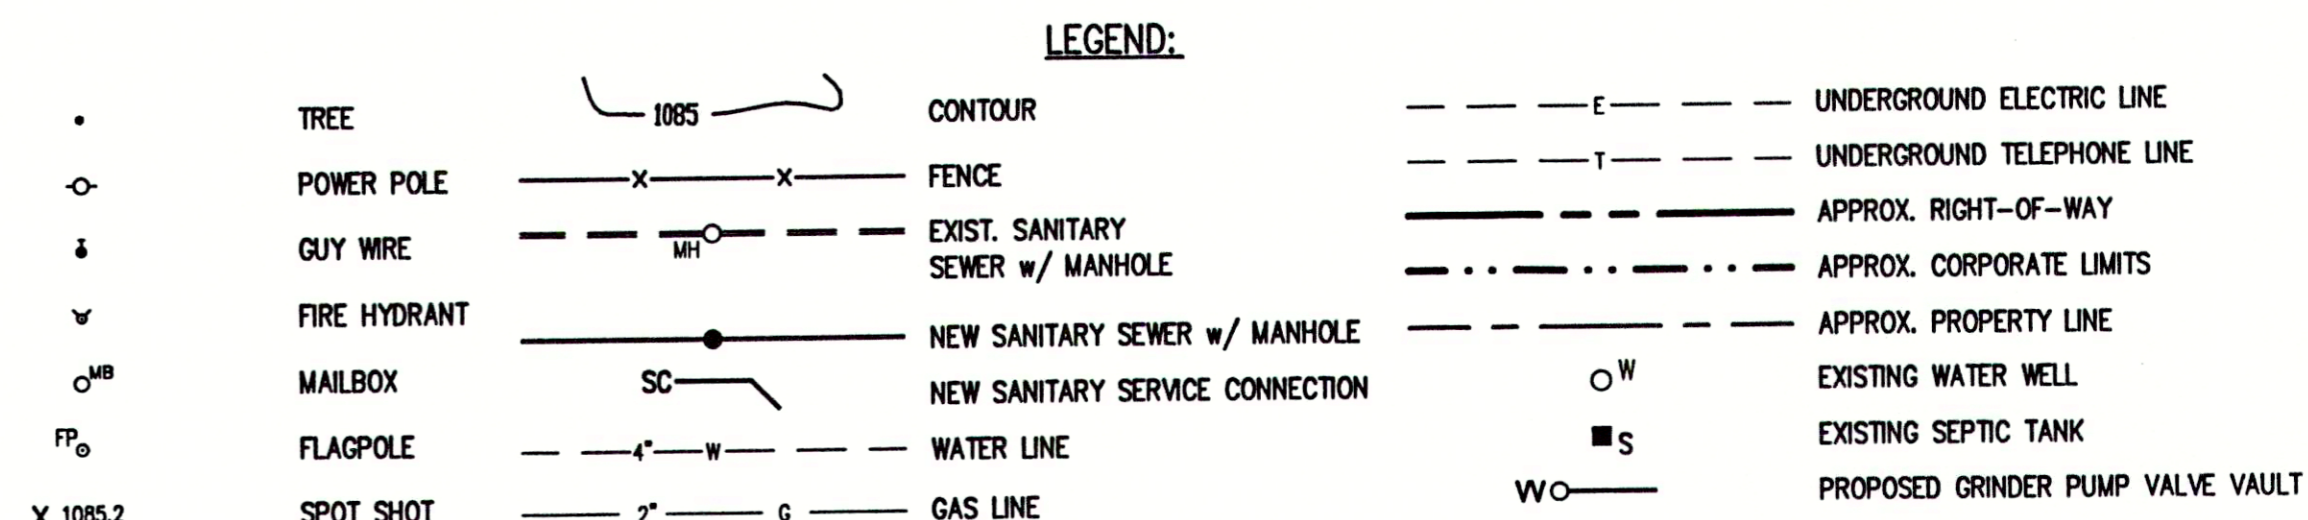 LEGEND:
TREE
POWER POLE
GUY WIRE
FIRE HYDRANT
MB MAILBOX
FP FLAGPOLE
X 1085.2 SPOT SHOT
1085 CONTOUR
X X FENCE
MH EXIST. SANITARY
SEWER w/ MANHOLE
NEW SANITARY SEWER w/ MANHOLE
SC NEW SANITARY SERVICE CONNECTION
4" W WATER LINE
2" G GAS LINE
E UNDERGROUND ELECTRIC LINE
T UNDERGROUND TELEPHONE LINE
APPROX. RIGHT-OF-WAY
APPROX. CORPORATE LIMITS
APPROX. PROPERTY LINE
W EXISTING WATER WELL
S EXISTING SEPTIC TANK
VV PROPOSED GRINDER PUMP VALVE VAULT